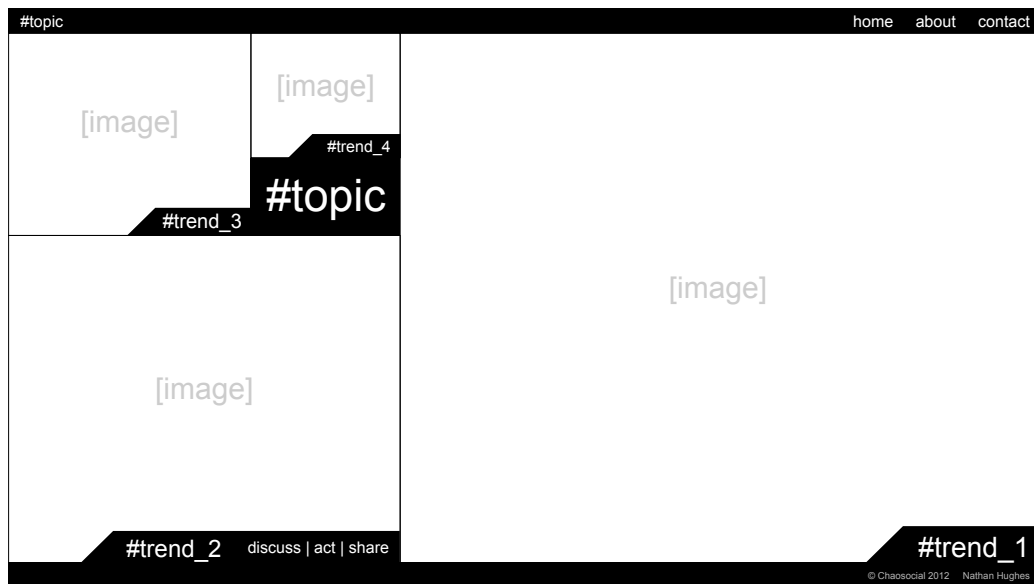 #topic home about contact
[image]
[image]
#trend_4
#topic
#trend_3
[image]
[image]
#trend_2 discuss | act | share
#trend_1
© Chaosocial 2012 Nathan Hughes